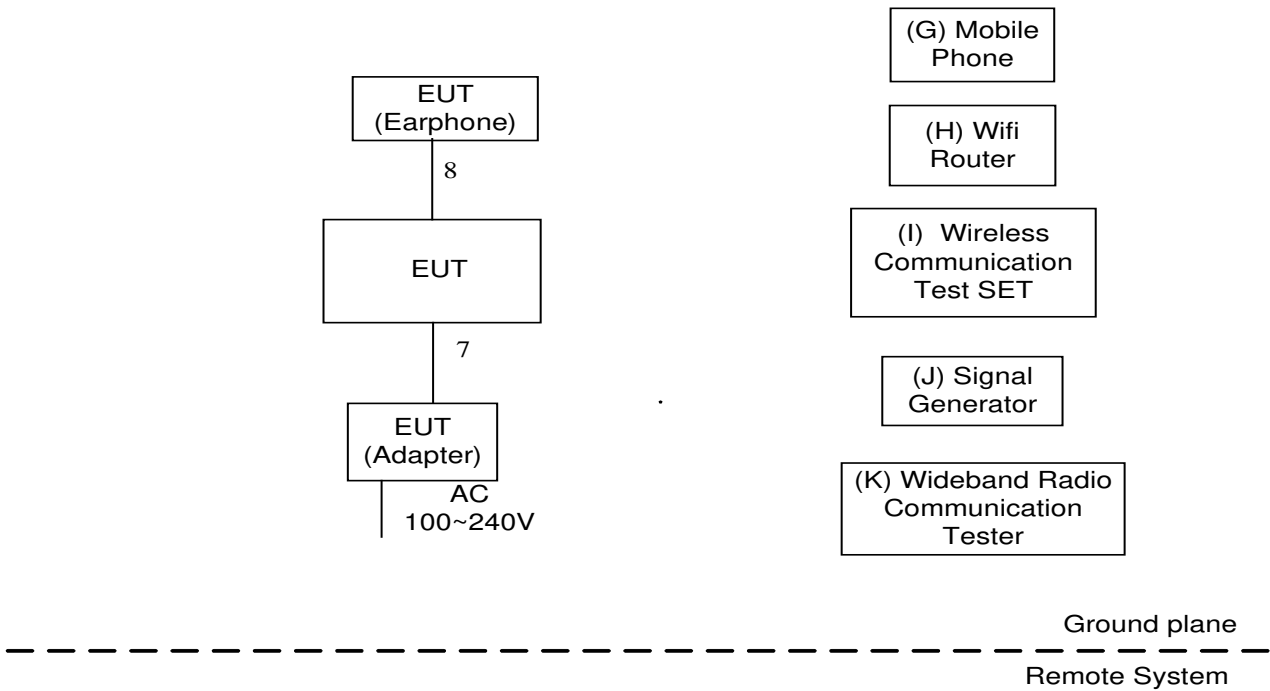 EUT
(Earphone)
8
EUT
7
EUT
(Adapter)
AC
100~240V
(G) Mobile
Phone
(H) Wifi
Router
(I) Wireless
Communication
Test SET
(J) Signal
Generator
(K) Wideband Radio
Communication
Tester
Ground plane
Remote System